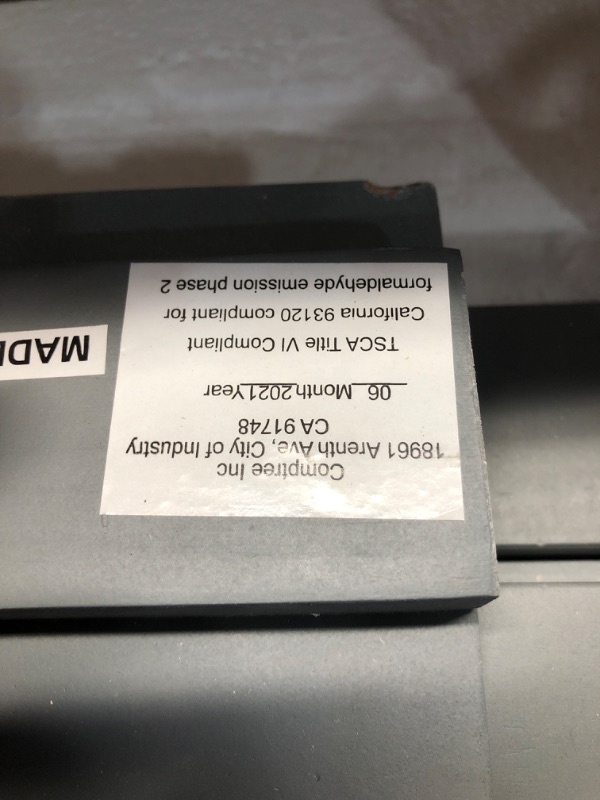 Comptree Inc
18961 Arenth Ave, City of Industry
CA 91748
06 Month 2021 Year
TSCA Title VI Compliant
California 93120 compliant for
formaldehyde emission phase 2
MAD